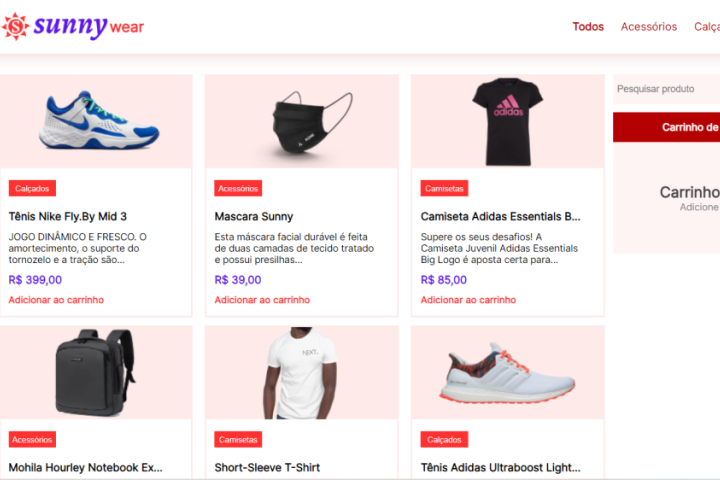 sunny wear
Todos Acessórios Calça
Pesquisar produto
Carrinho de
Carrinho
Adicione
adidas
Calçados
Tênis Nike Fly.By Mid 3
JOGO DINÂMICO E FRESCO. O
amortecimento, o suporte do
tornozelo e a tração são...
R$ 399,00
Adicionar ao carrinho
Acessórios
Mascara Sunny
Esta máscara facial durável é feita
de duas camadas de tecido tratado
e possui presilhas...
R$ 39,00
Adicionar ao carrinho
Camisetas
Camiseta Adidas Essentials B...
Supere os seus desafios! A
Camiseta Juvenil Adidas Essentials
Big Logo é aposta certa para...
R$ 85,00
Adicionar ao carrinho
NEXT.
Acessórios
Mohila Hourley Notebook Ex...
Camisetas
Short-Sleeve T-Shirt
Calçados
Tênis Adidas Ultraboost Light...